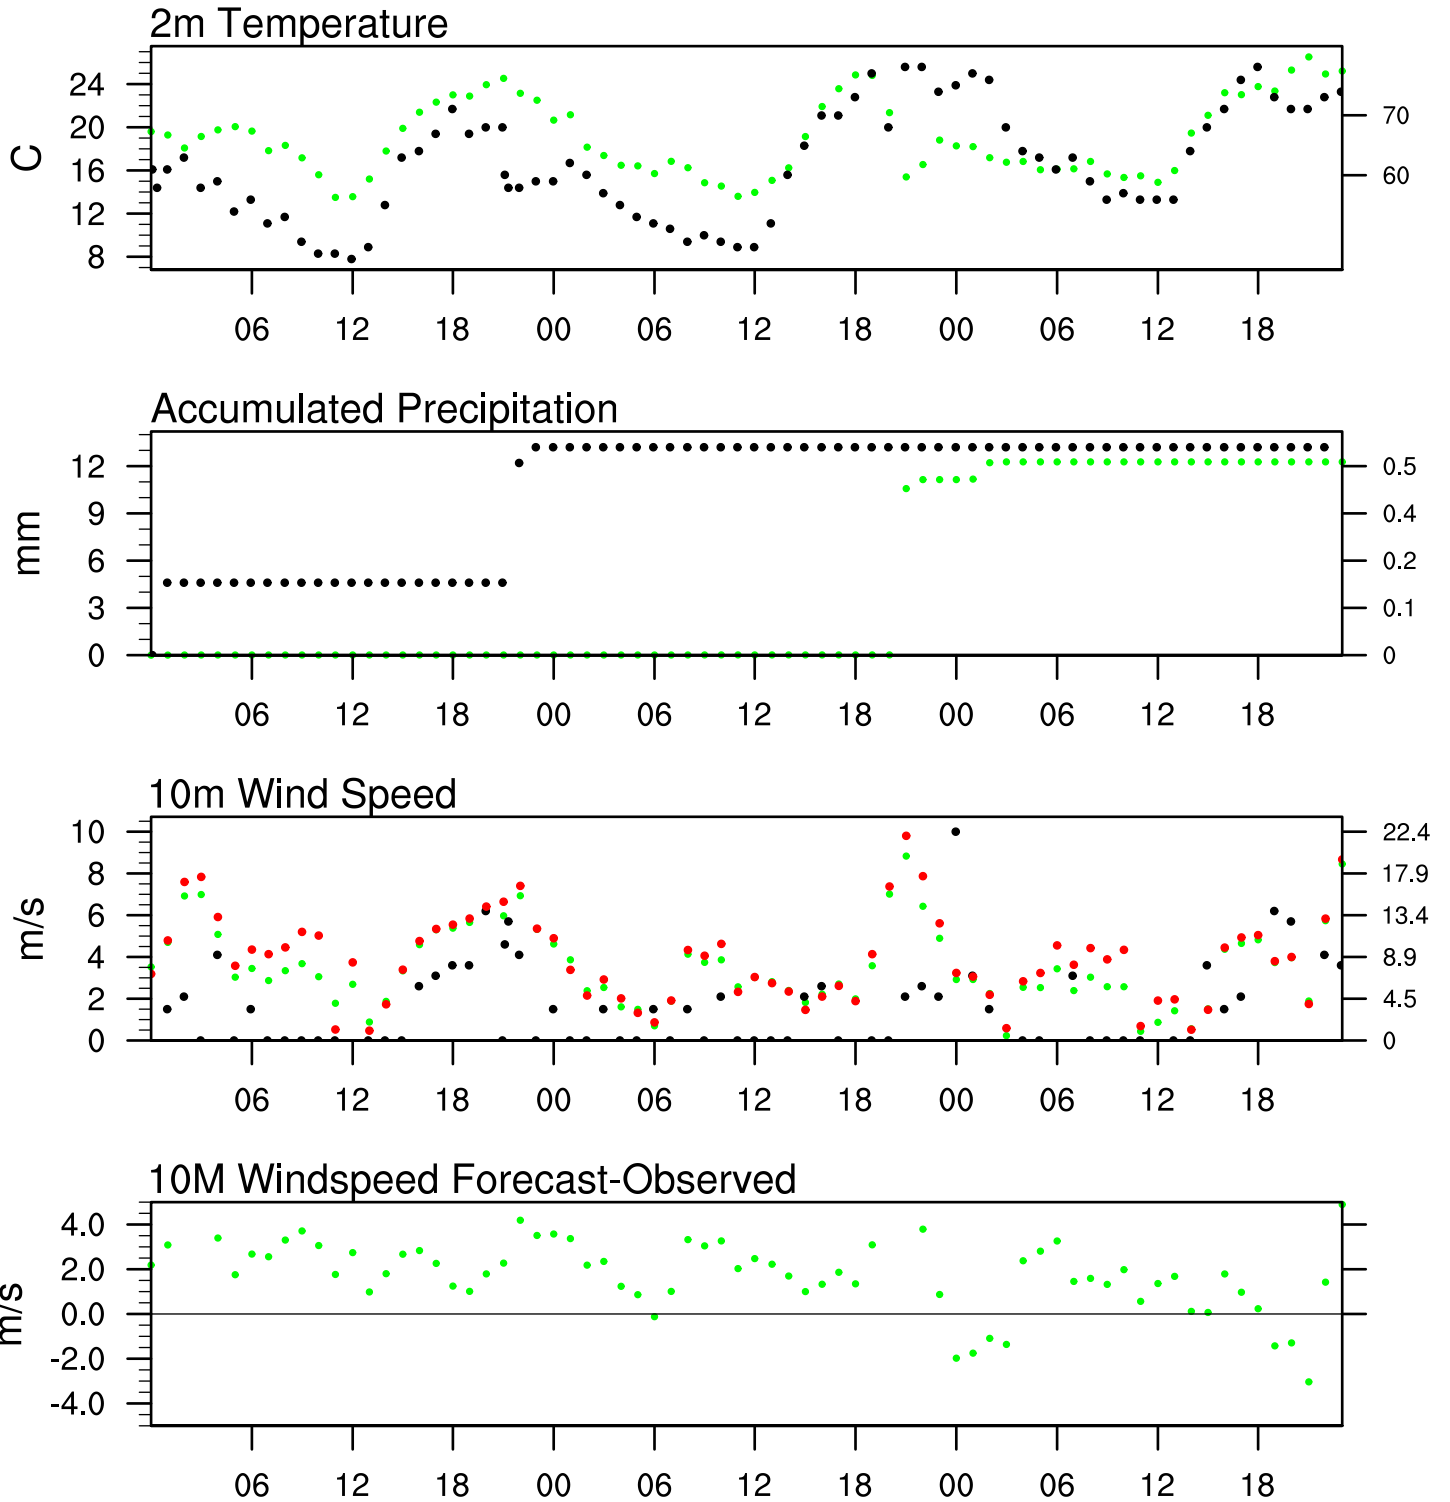 2m Temperature
24
20
16
12
8
C
70
60
06 12 18 00 06 12 18 00 06 12 18
Accumulated Precipitation
12
9
6
3
0
mm
0.5
0.4
0.2
0.1
0
06 12 18 00 06 12 18 00 06 12 18
10m Wind Speed
10
8
6
4
2
0
m/s
22.4
17.9
13.4
8.9
4.5
0
06 12 18 00 06 12 18 00 06 12 18
10M Windspeed Forecast-Observed
4.0
2.0
0.0
-2.0
-4.0
m/s
06 12 18 00 06 12 18 00 06 12 18